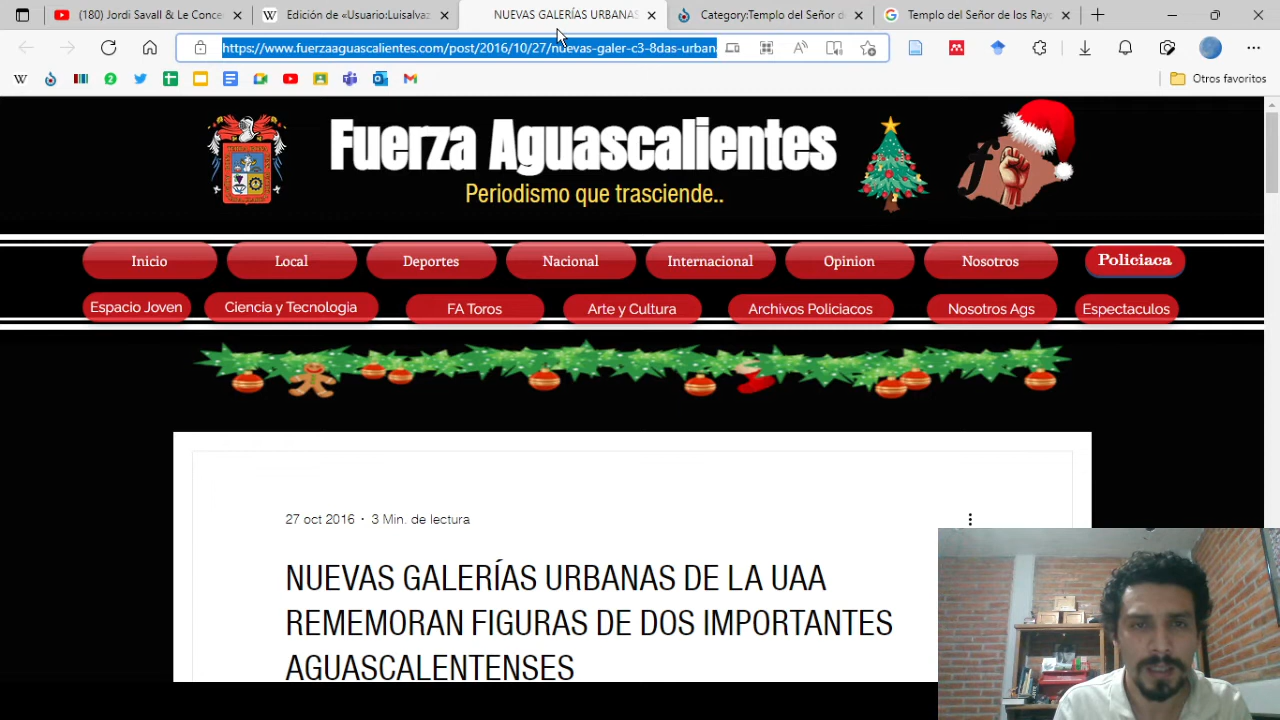 (180) Jordi Savall & Le Conce
Edición de «Usuario:Luisalvaz
NUEVAS GALERÍAS URBANAS
Category:Templo del Señor d
Templo del Señor de los Rayo
https://www.fuerzaaguascalientes.com/post/2016/10/27/nuevas-galer-c3-8das-urban
Otros favoritos
Fuerza Aguascalientes
Periodismo que trasciende..
Inicio
Local
Deportes
Nacional
Internacional
Opinion
Nosotros
Policiaca
Espacio Joven
Ciencia y Tecnologia
FA Toros
Arte y Cultura
Archivos Policiacos
Nosotros Ags
Espectaculos
27 oct 2016 · 3 Min. de lectura
NUEVAS GALERÍAS URBANAS DE LA UAA
REMEMORAN FIGURAS DE DOS IMPORTANTES
AGUASCALENTENSES